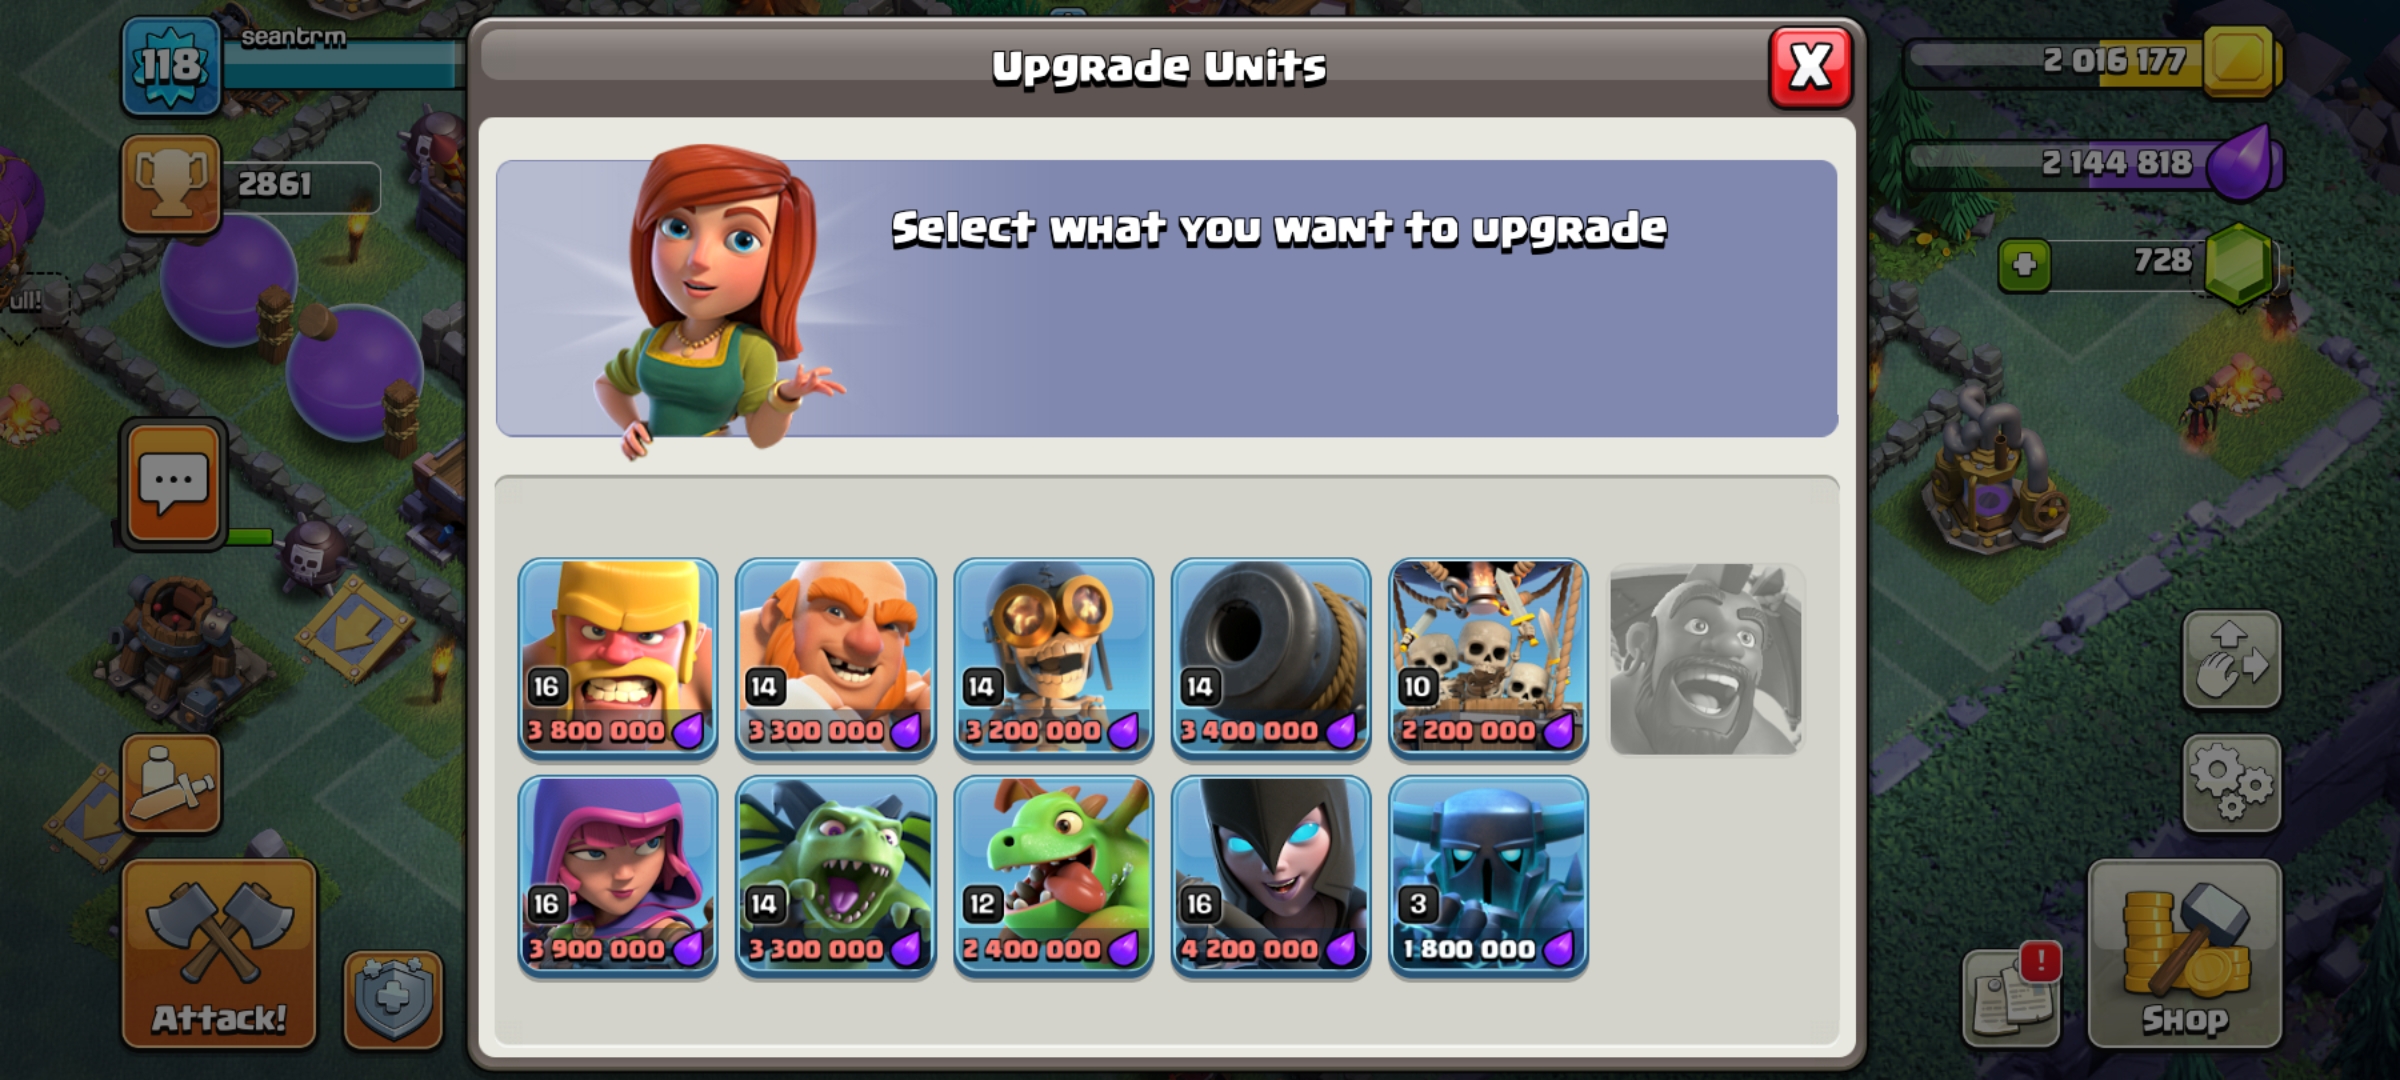 118
seantrm
Upgrade Units
X
2 016 177
2861
2 144 818
Select what you want to upgrade
728
ull!
16
3 800 000
14
3 300 000
14
3 200 000
14
3 400 000
10
2 200 000
16
3 900 000
14
3 300 000
12
2 400 000
16
4 200 000
3
1 800 000
Attack!
!
Shop